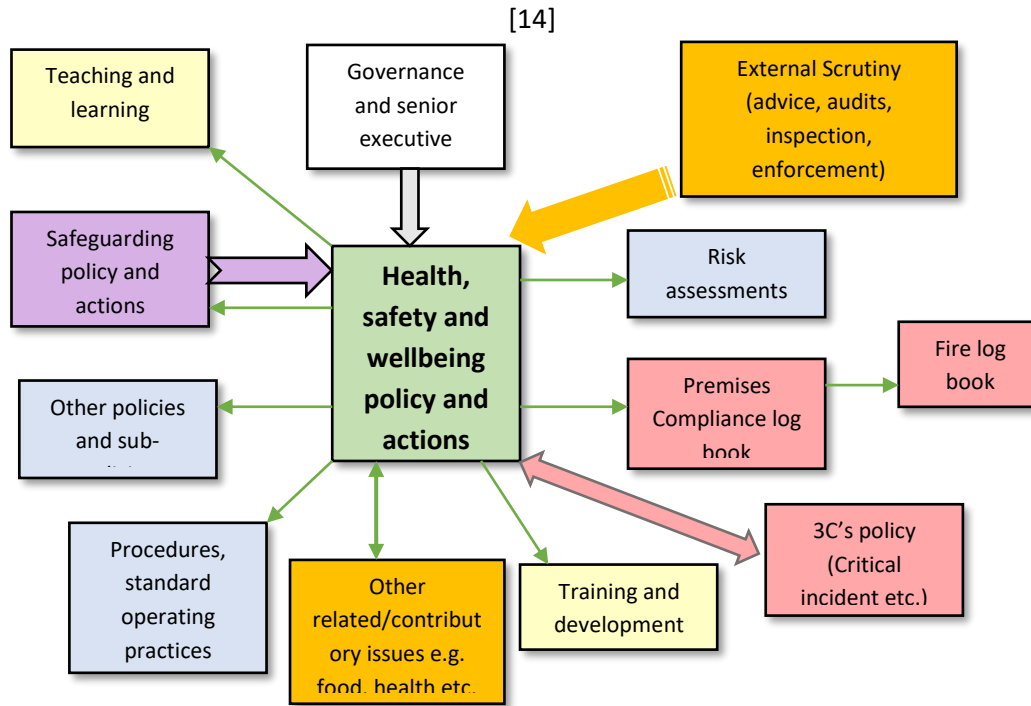 [14]
Teaching and
learning
Governance
and senior
executive
External Scrutiny
(advice, audits,
inspection,
enforcement)
Safeguarding
policy and
actions
Health,
safety and
wellbeing
policy and
actions
Risk
assessments
Fire log
book
Other policies
and sub-
Premises
Compliance log
book
3C’s policy
(Critical
incident etc.)
Procedures,
standard
operating
practices
Other
related/contribut
ory issues e.g.
food, health etc.
Training and
development